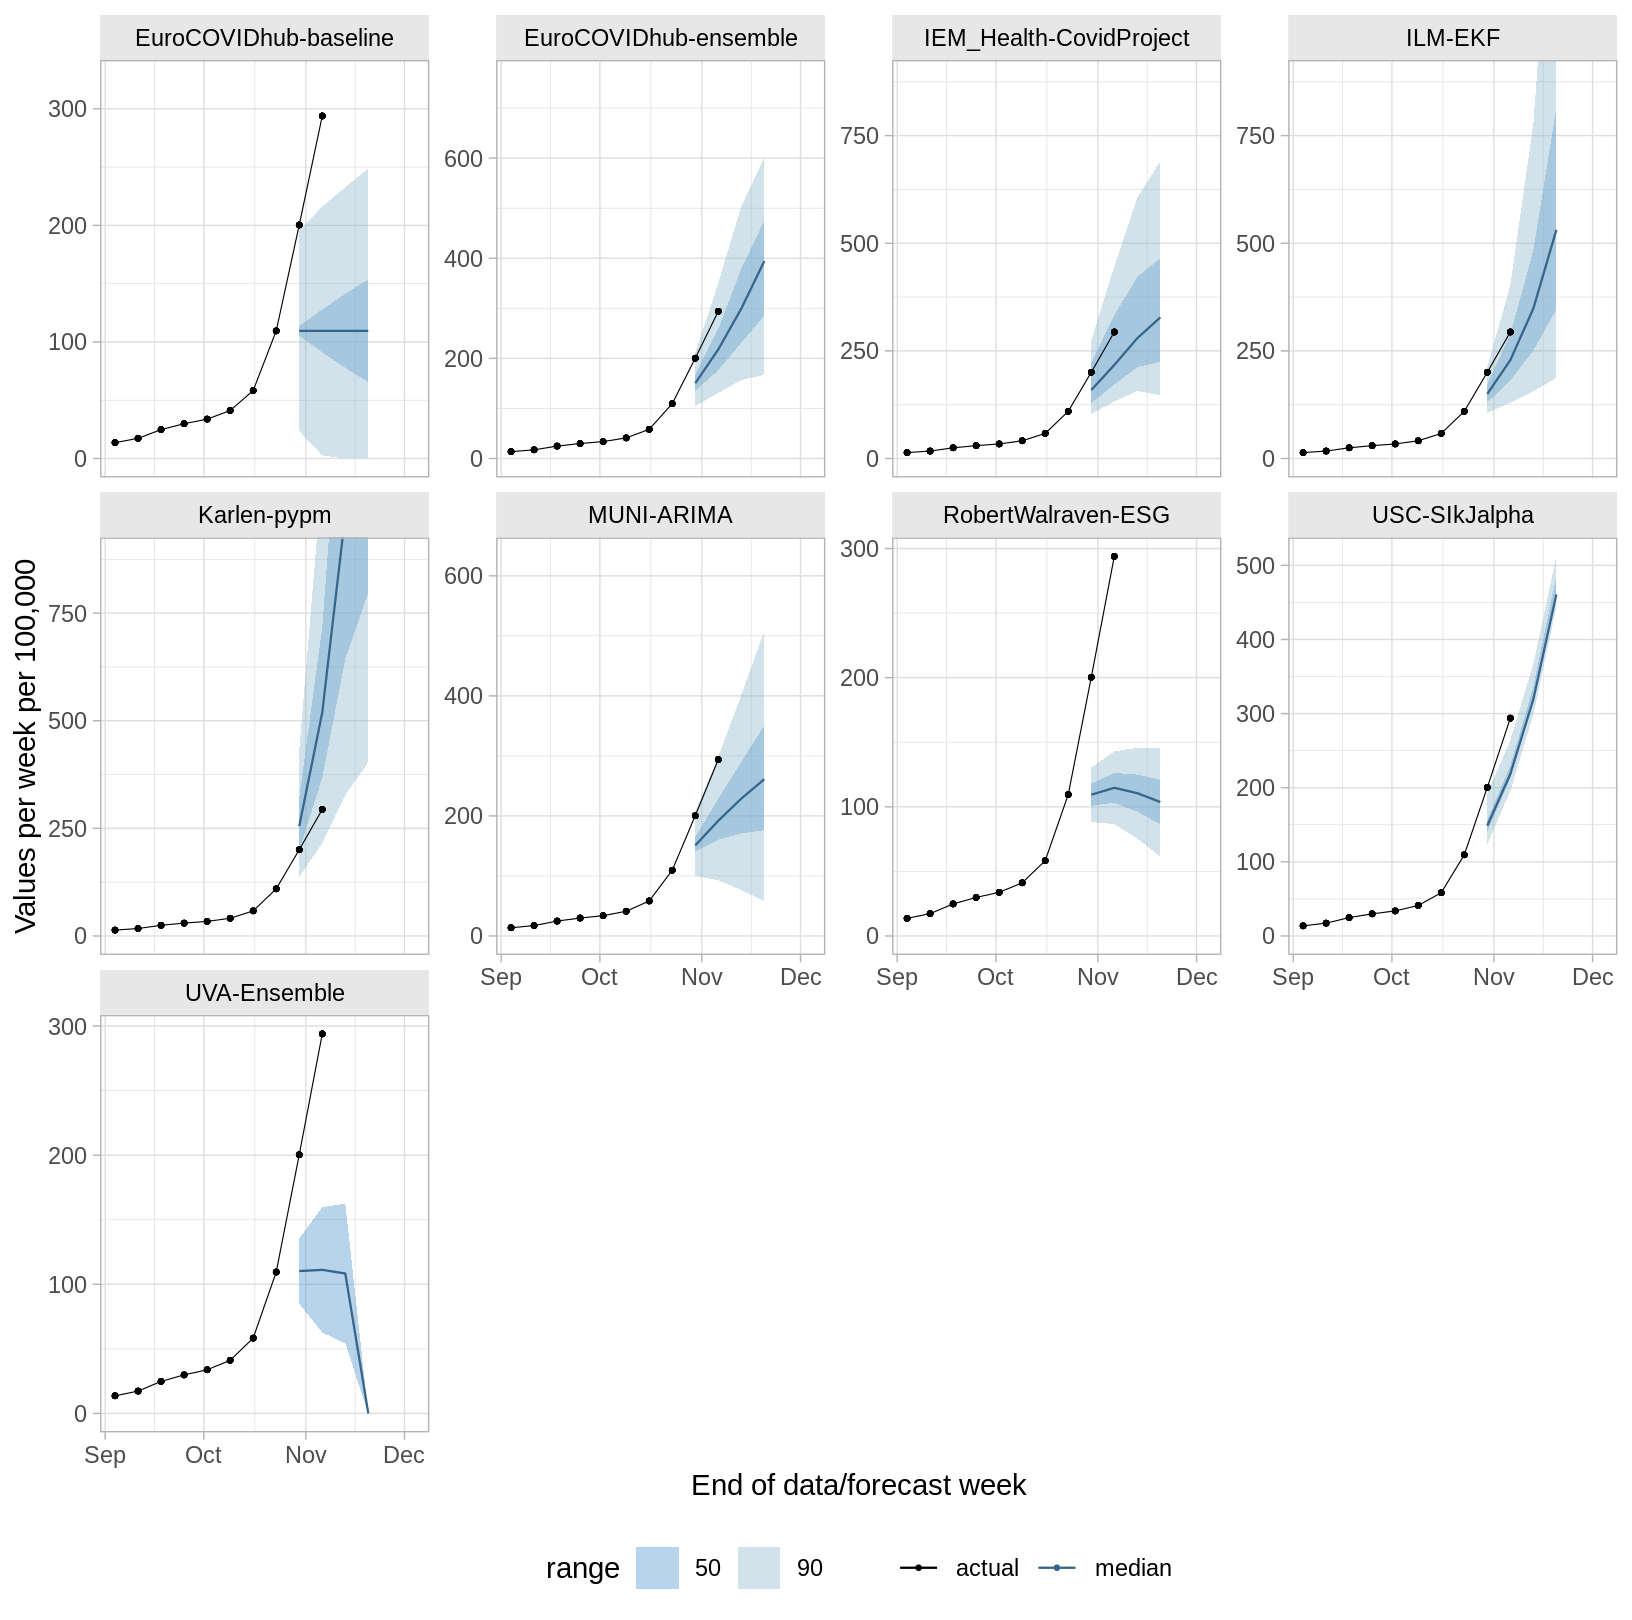 EuroCOVIDhub-baseline
EuroCOVIDhub-ensemble
IEM_Health-CovidProject
ILM-EKF
300
200
100
0
600
400
200
0
750
500
250
0
750
500
250
0
Values per week per 100,000
Karlen-pypm
MUNI-ARIMA
RobertWalraven-ESG
USC-SIkJalpha
750
500
250
0
600
400
200
0
300
200
100
0
500
400
300
200
100
0
Sep Oct Nov Dec
Sep Oct Nov Dec
Sep Oct Nov Dec
UVA-Ensemble
300
200
100
0
Sep Oct Nov Dec
End of data/forecast week
range 50 90 actual median